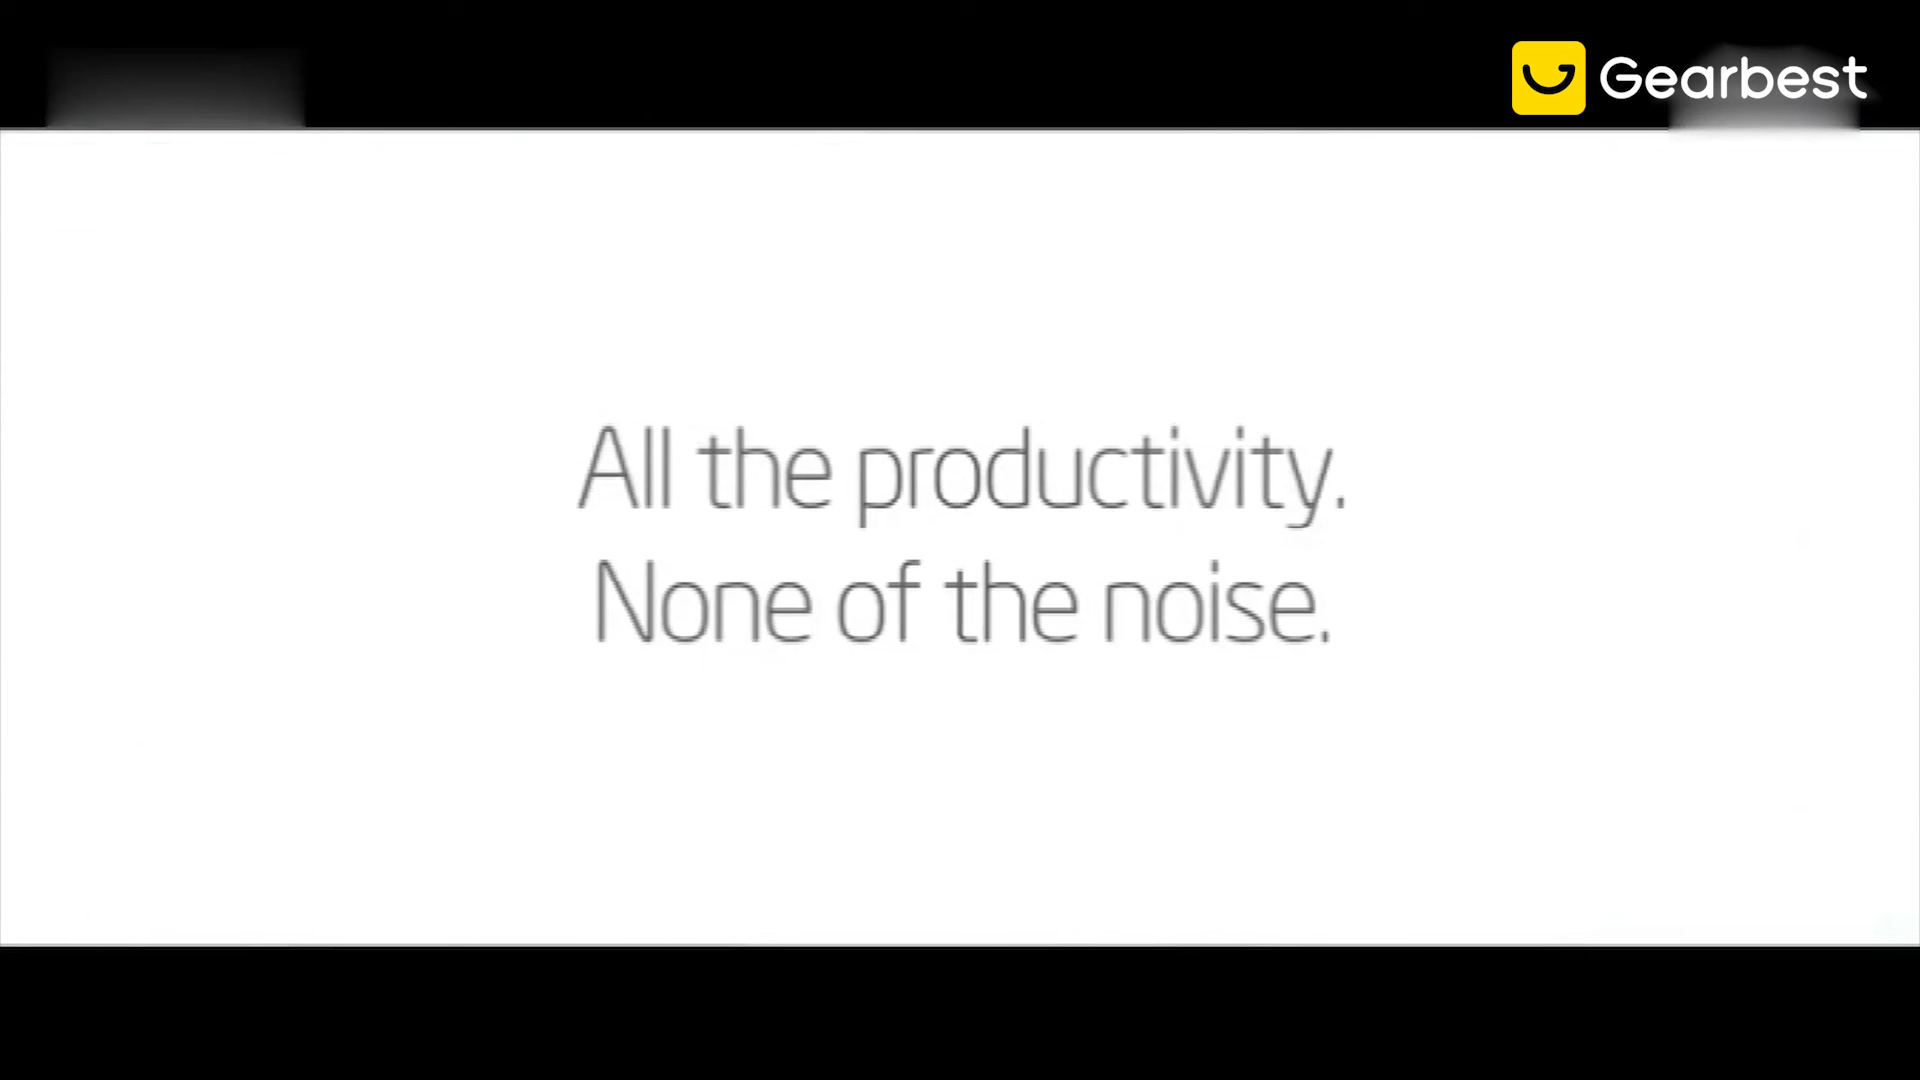 Gearbest
All the productivity.
None of the noise.